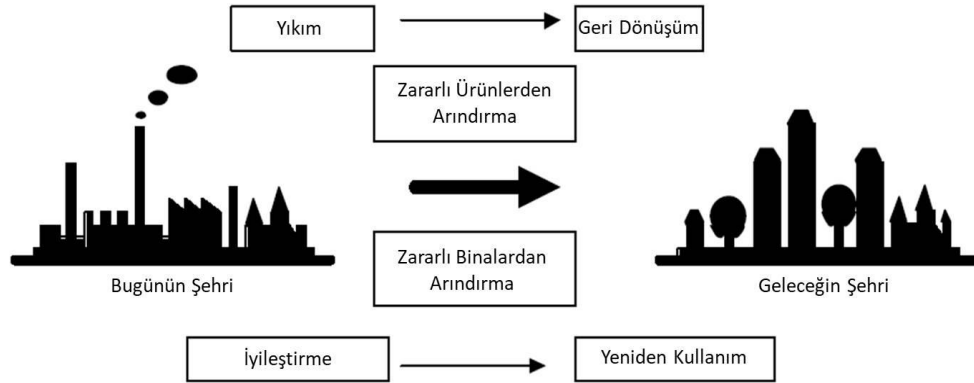 Yıkım
Geri Dönüşüm
Zararlı Ürünlerden
Arındırma
Zararlı Binalardan
Arındırma
Bugünün Şehri
Geleceğin Şehri
İyileştirme
Yeniden Kullanım